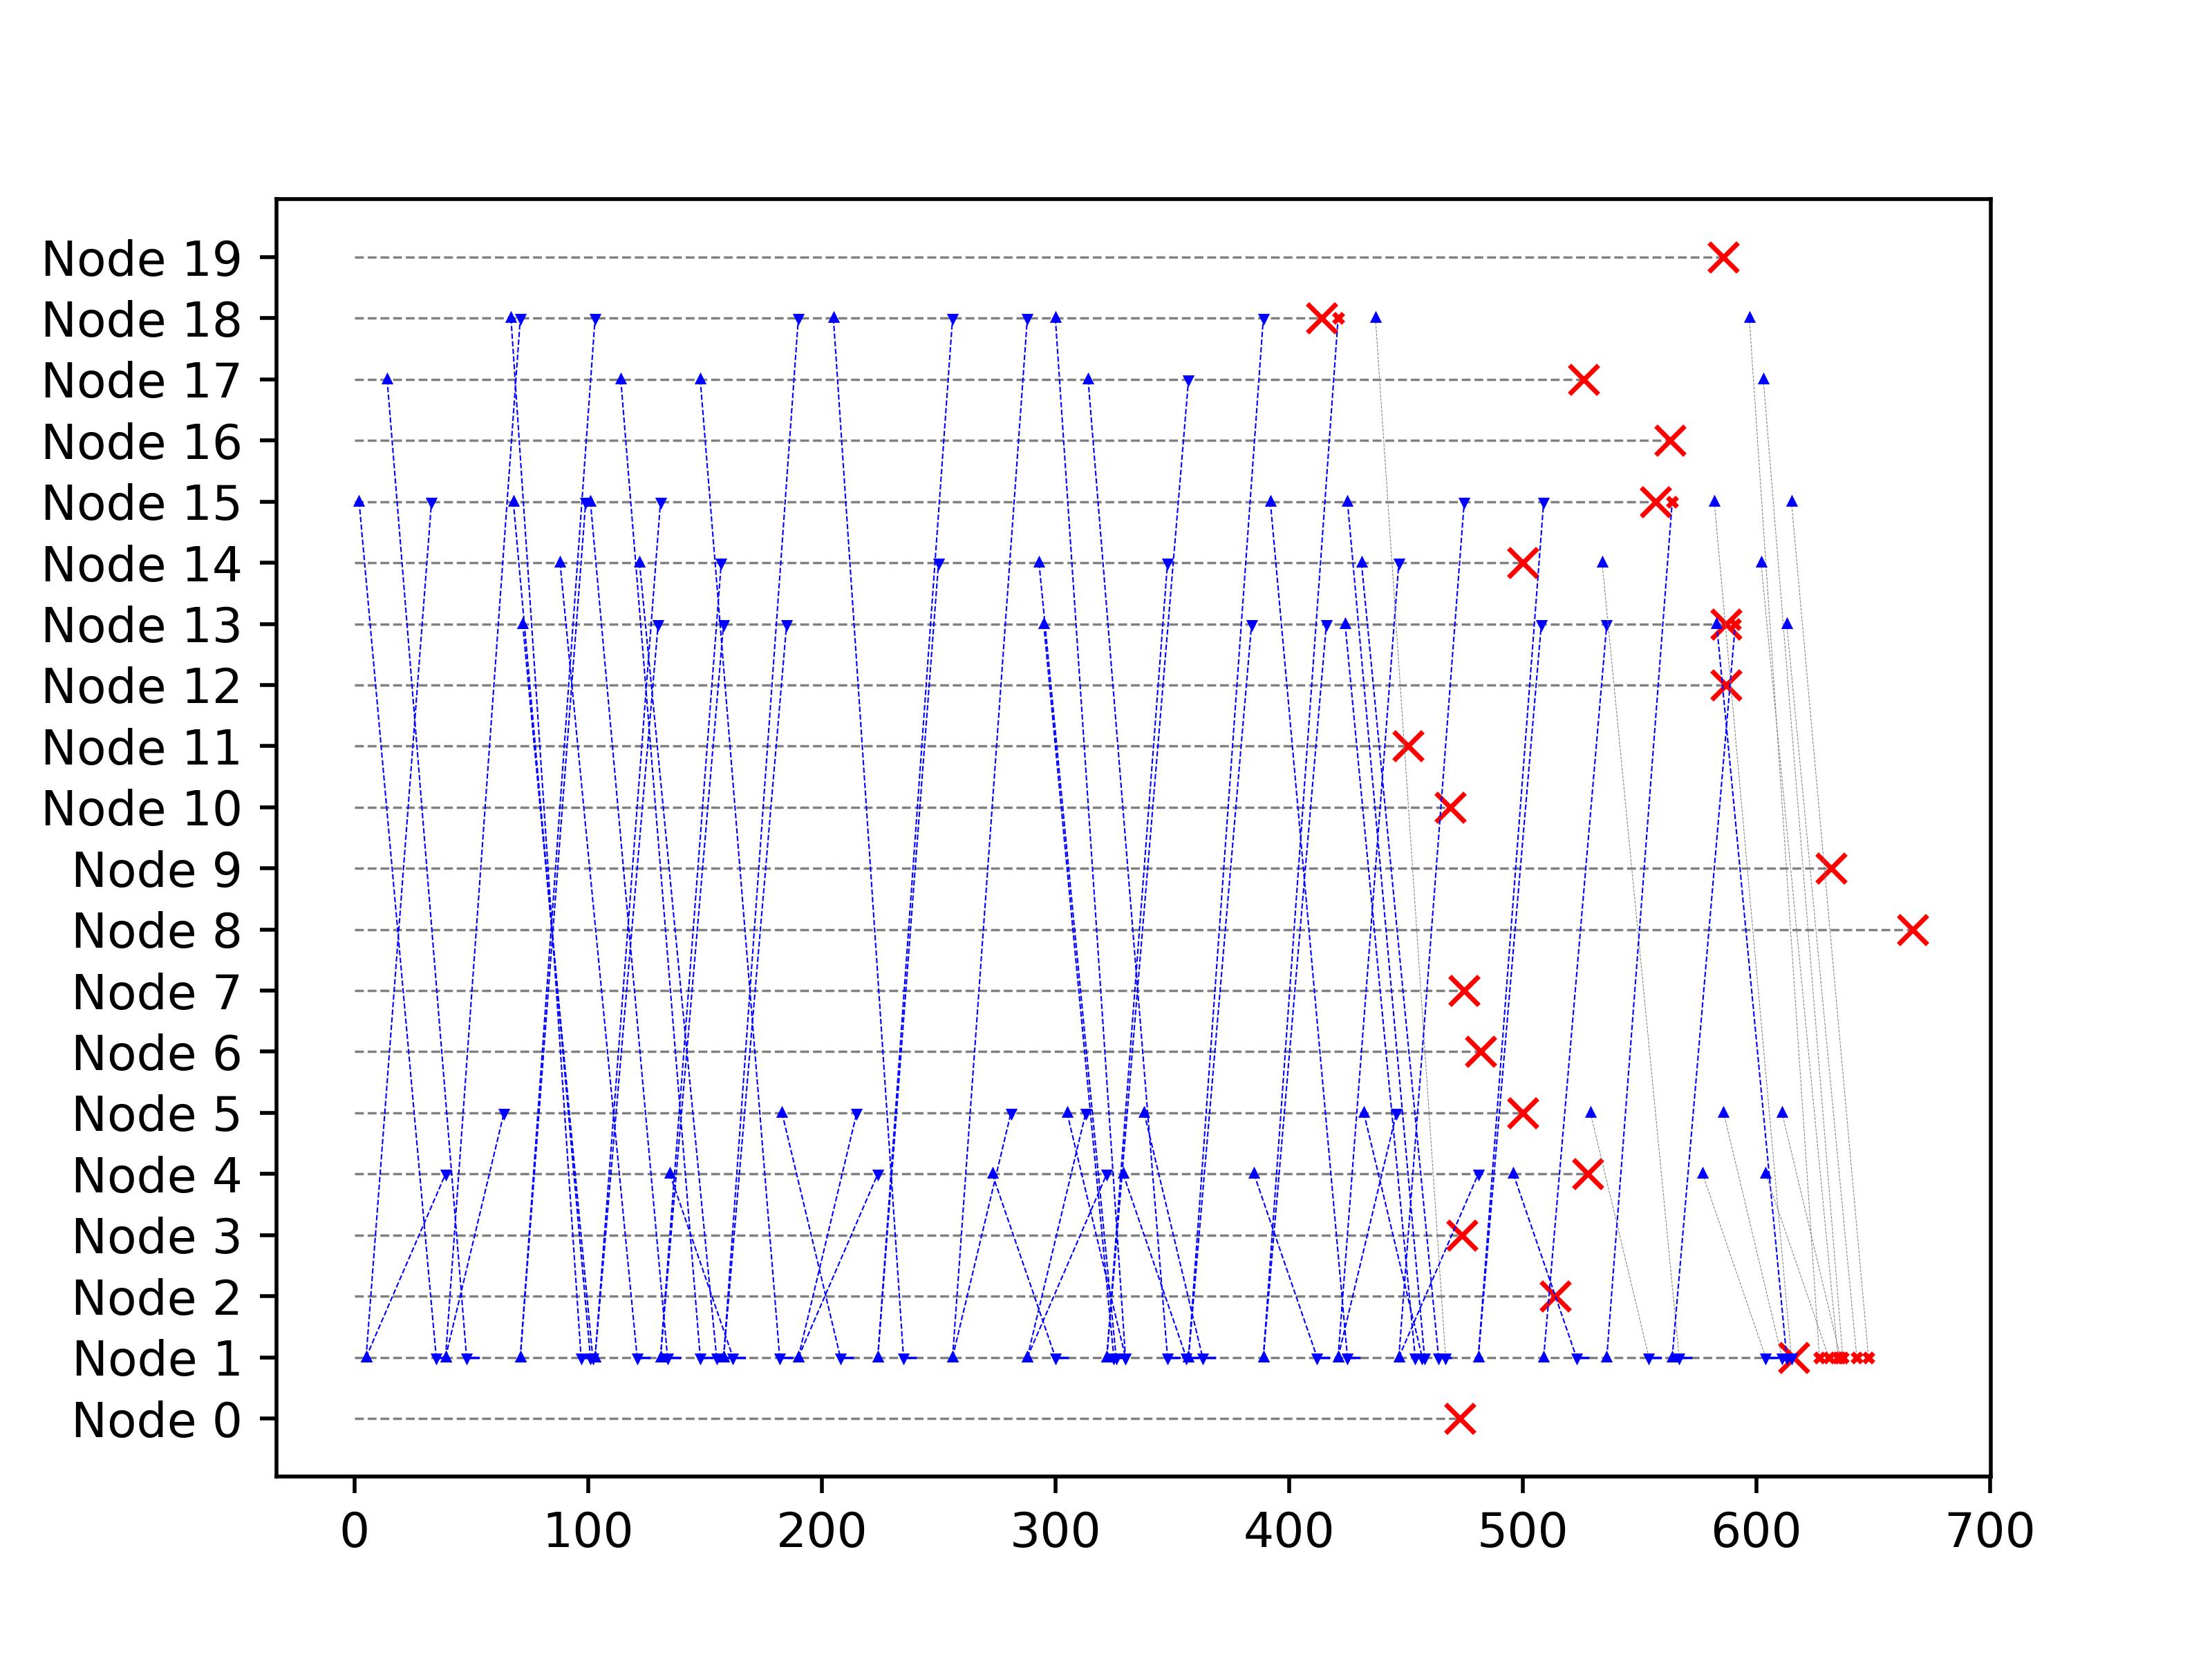 Node 19
Node 18
Node 17
Node 16
Node 15
Node 14
Node 13
Node 12
Node 11
Node 10
Node 9
Node 8
Node 7
Node 6
Node 5
Node 4
Node 3
Node 2
Node 1
Node 0
0 100 200 300 400 500 600 700